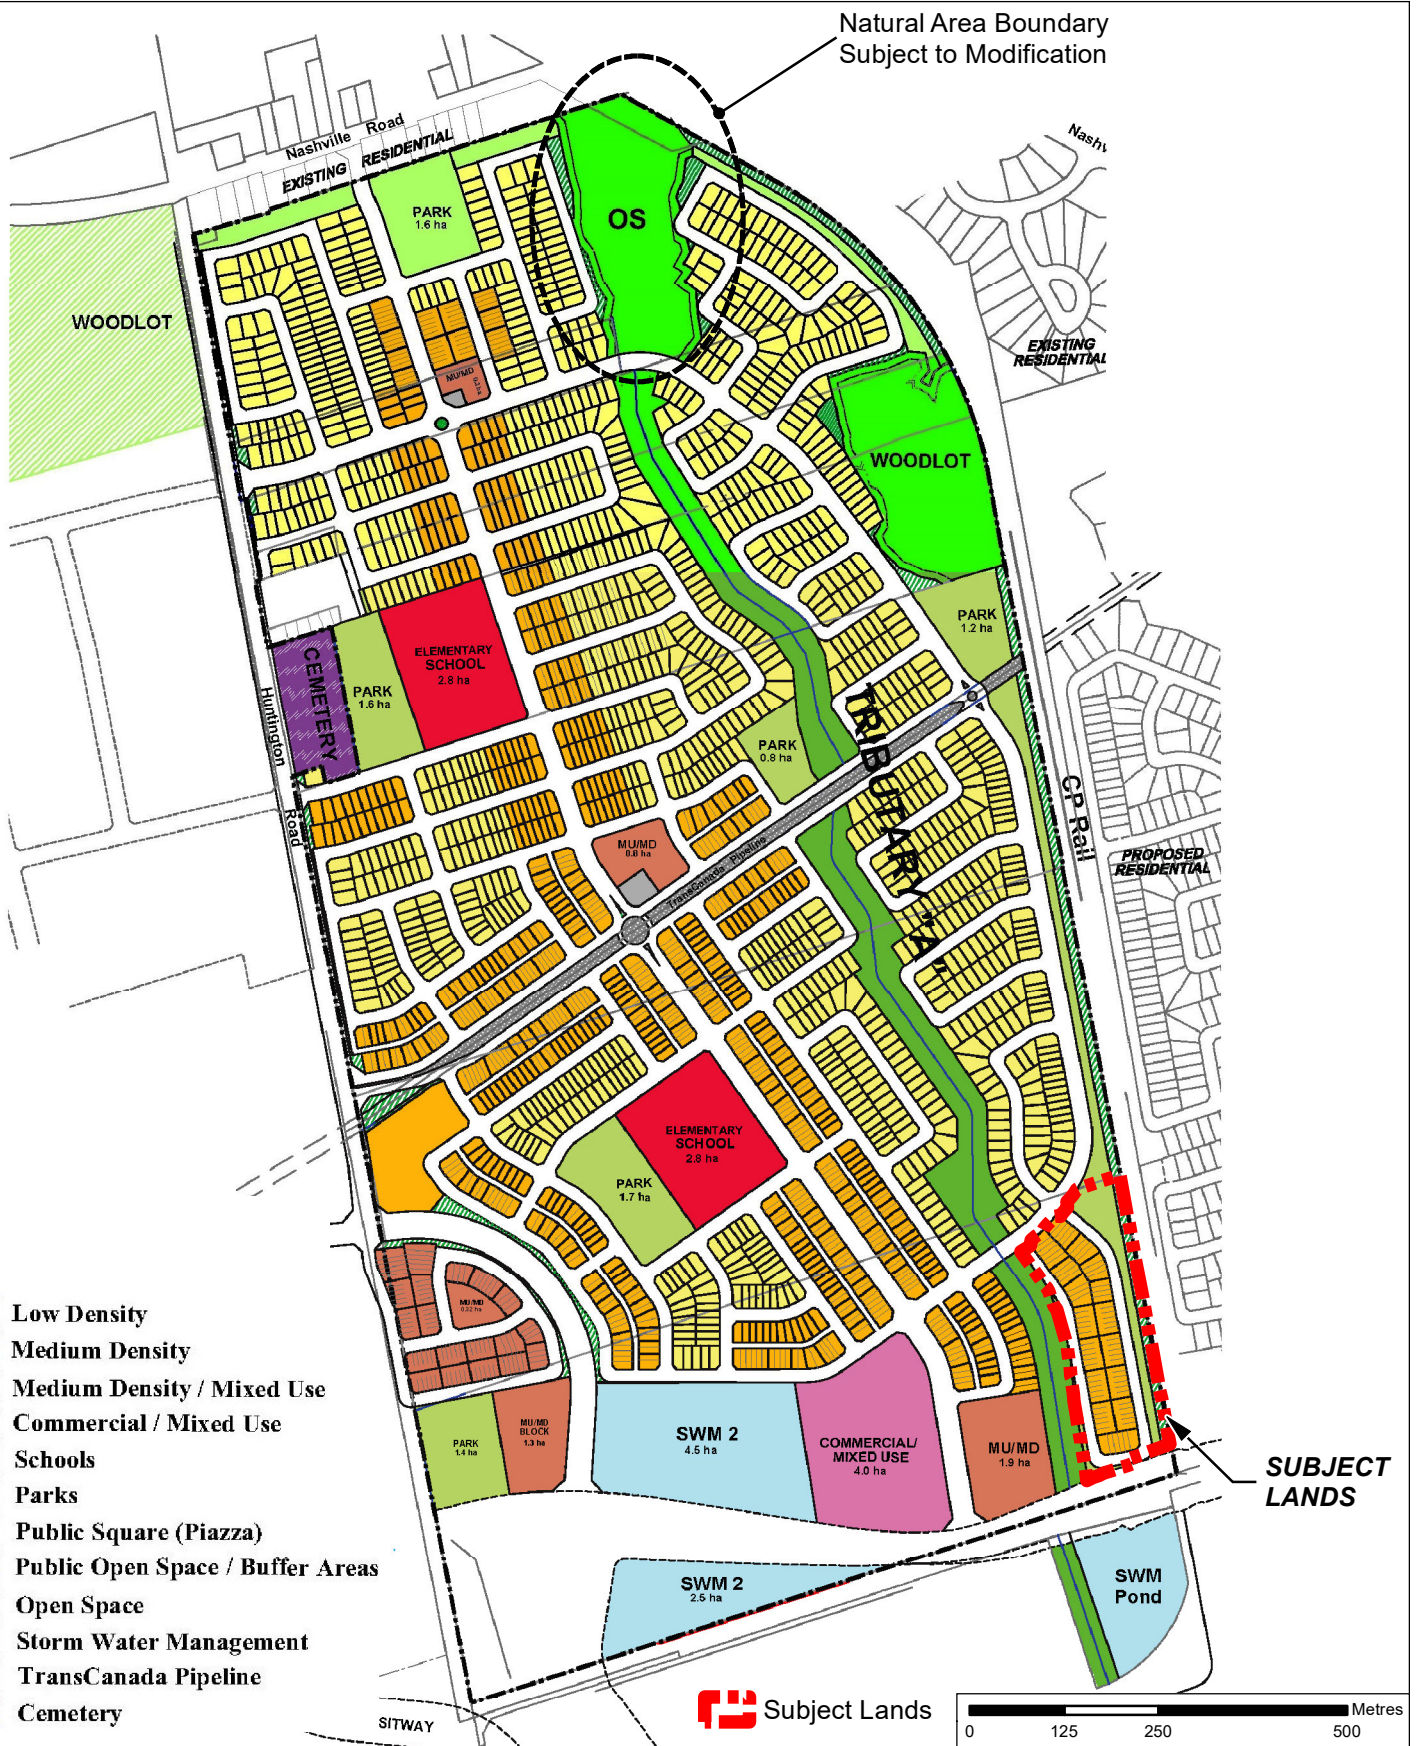 Natural Area Boundary
Subject to Modification
Nashville Road
EXISTING RESIDENTIAL
Nashv
PARK
1.6 ha
OS
WOODLOT
EXISTING
RESIDENTIAL
MU/MD
WOODLOT
PARK
1.2 ha
ELEMENTARY
SCHOOL
2.8 ha
CEMETERY
PARK
1.6 ha
Huntington
Road
TRIBUTARY "A"
PARK
0.8 ha
CP Rail
MU/MD
0.8 ha
TransCanada Pipeline
PROPOSED
RESIDENTIAL
ELEMENTARY
SCHOOL
2.8 ha
PARK
1.7 ha
MU/MD
0.22 ha
Low Density
Medium Density
Medium Density / Mixed Use
Commercial / Mixed Use
Schools
Parks
Public Square (Piazza)
Public Open Space / Buffer Areas
Open Space
Storm Water Management
TransCanada Pipeline
Cemetery
PARK
1.4 ha
MU/MD
BLOCK
1.3 ha
SWM 2
4.5 ha
COMMERCIAL/
MIXED USE
4.0 ha
MU/MD
1.9 ha
SUBJECT
LANDS
SWM 2
2.5 ha
SWM
Pond
SITWAY
Subject Lands
Metres
0 125 250 500